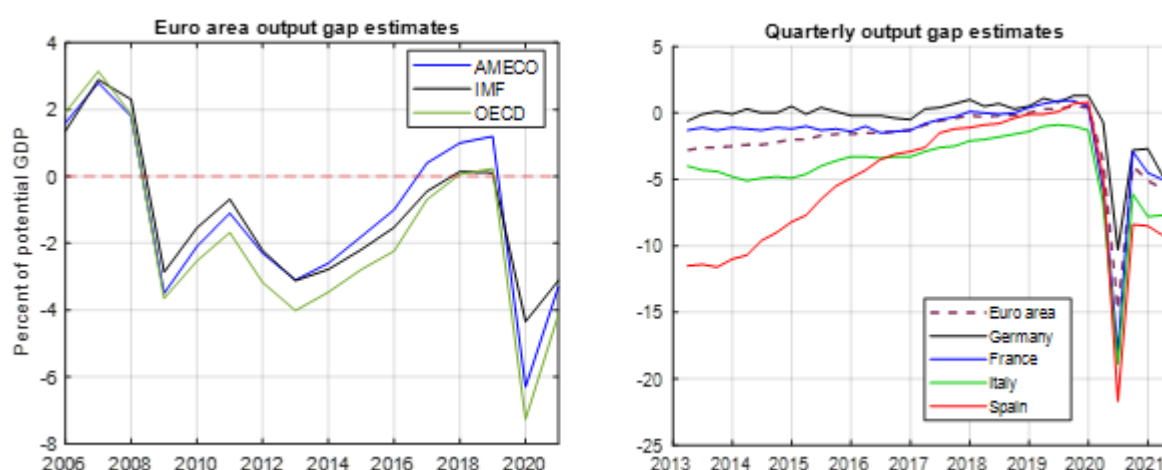 Euro area output gap estimates
Percent of potential GDP
4
2
0
-2
-4
-6
-8
2006 2008 2010 2012 2014 2016 2018 2020
AMECO
IMF
OECD
Quarterly output gap estimates
5
0
-5
-10
-15
-20
-25
2013 2014 2015 2016 2017 2018 2019 2020 2021
Euro area
Germany
France
Italy
Spain